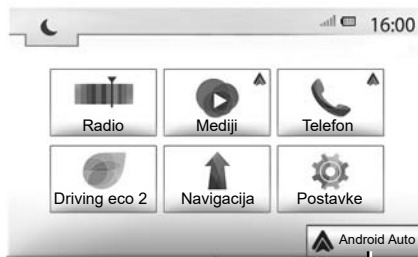 16:00
Radio
Mediji
Telefon
Driving eco 2
Navigacija
Postavke
Android Auto